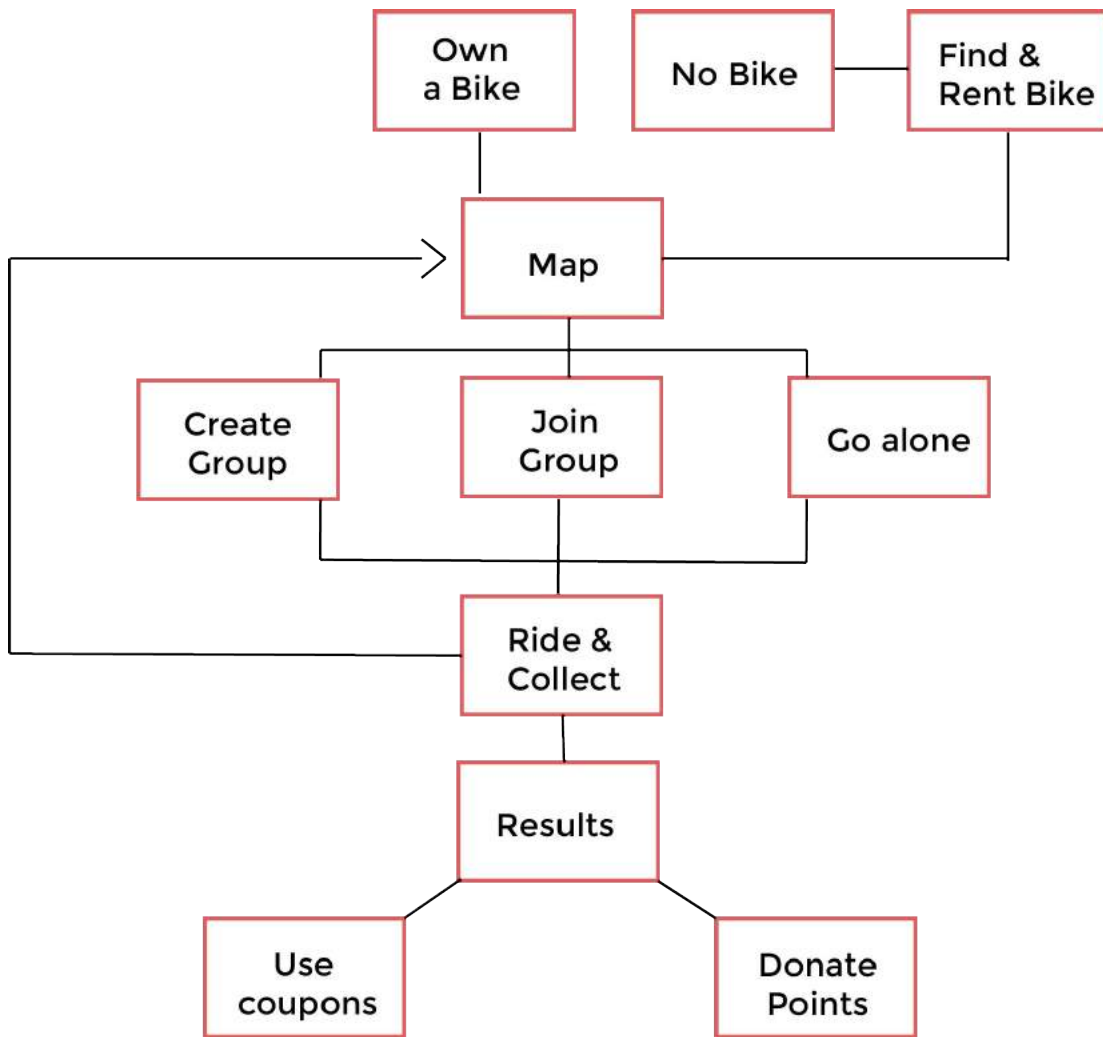 Own
a Bike
No Bike
Find &
Rent Bike
Map
Create
Group
Join
Group
Go alone
Ride &
Collect
Results
Use
coupons
Donate
Points